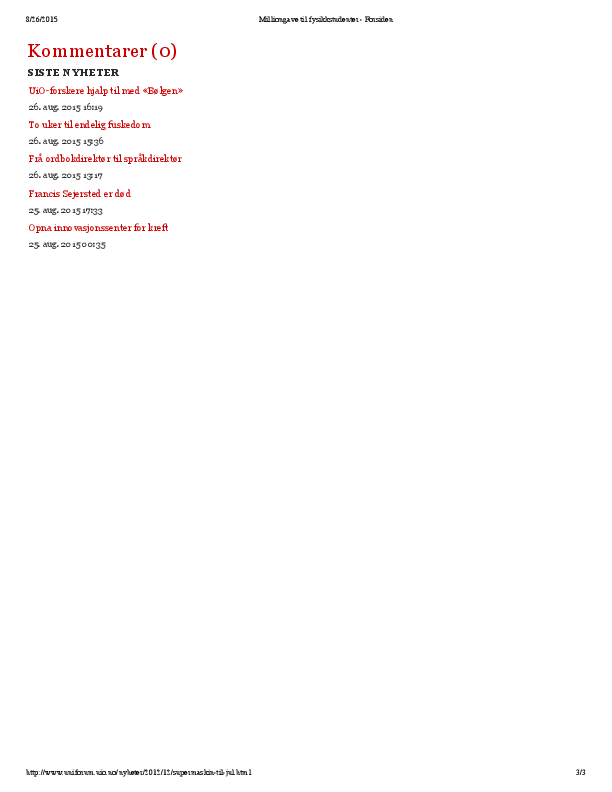 8/26/2015
Milliongave til fysikkstudenter - Forsiden
Kommentarer (0)
SISTE NYHETER
UiO-forskere hjalp til med «Bølgen»
26. aug. 2015 16:19
To uker til endelig fuskedom
26. aug. 2015 15:36
Frå ordbokdirektør til språkdirektør
26. aug. 2015 13:17
Francis Sejersted er død
25. aug. 2015 17:33
Opna innovasjonssenter for kreft
25. aug. 2015 00:35
http://www.uniforum.uio.no/nyheter/2012/12/supermaskin-til-jul.html
3/3